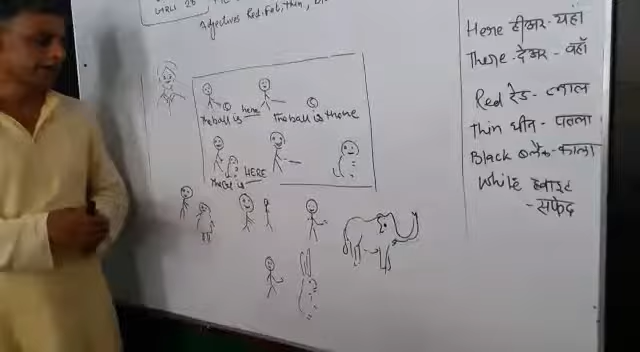 Adjectives Red, Fat, thin,
The ball is here The ball is there
The cat is HERE
Here हीअर - यहां
There - देअर - वहाँ
Red रेड - लाल
Thin थीन - पतला
Black ब्लैक - काला
White व्वाइट
- सफेद